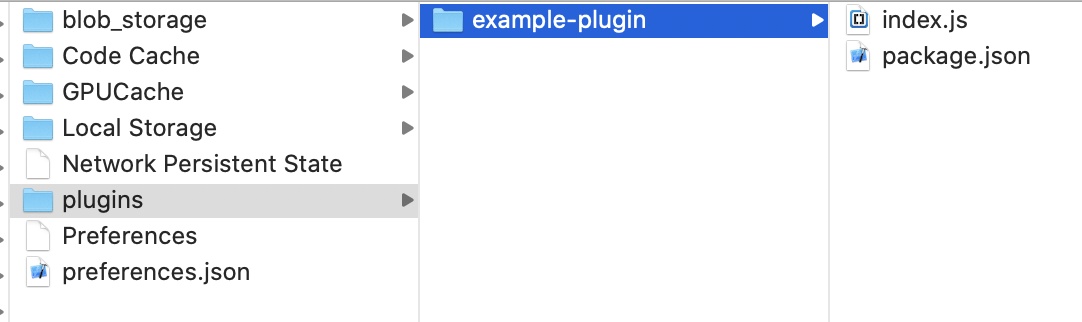 blob_storage
Code Cache
GPUCache
Local Storage
Network Persistent State
plugins
Preferences
preferences.json
example-plugin
index.js
package.json